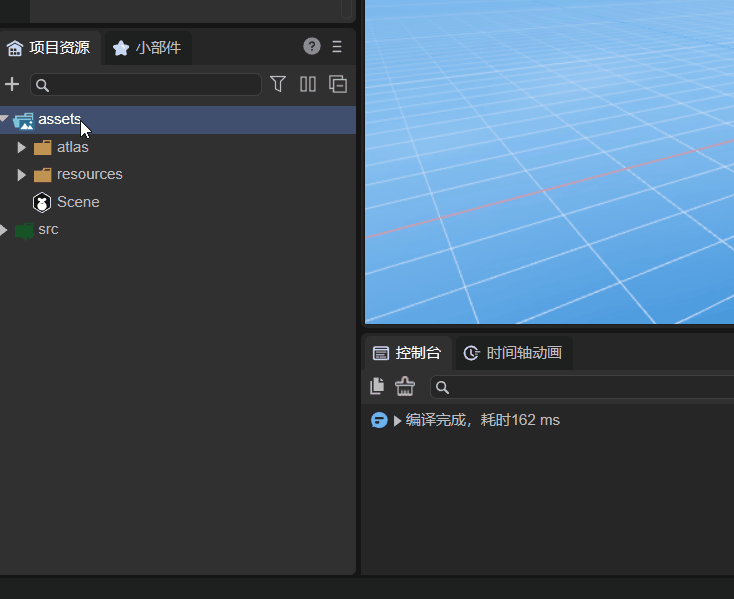 项目资源
小部件
assets
atlas
resources
Scene
src
控制台
时间轴动画
编译完成，耗时162 ms